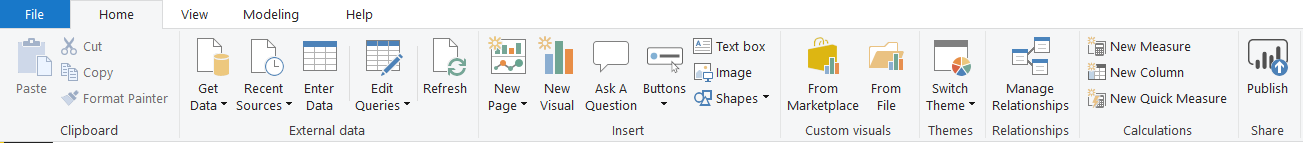 File Home View Modeling Help
Paste
Cut
Copy
Format Painter
Clipboard
Get
Data
Recent
Sources
Enter
Data
Edit
Queries
Refresh
External data
New
Page
New
Visual
Ask A
Question
Buttons
Text box
Image
Shapes
Insert
From
Marketplace
From
File
Custom visuals
Switch
Theme
Themes
Manage
Relationships
Relationships
New Measure
New Column
New Quick Measure
Calculations
Publish
Share